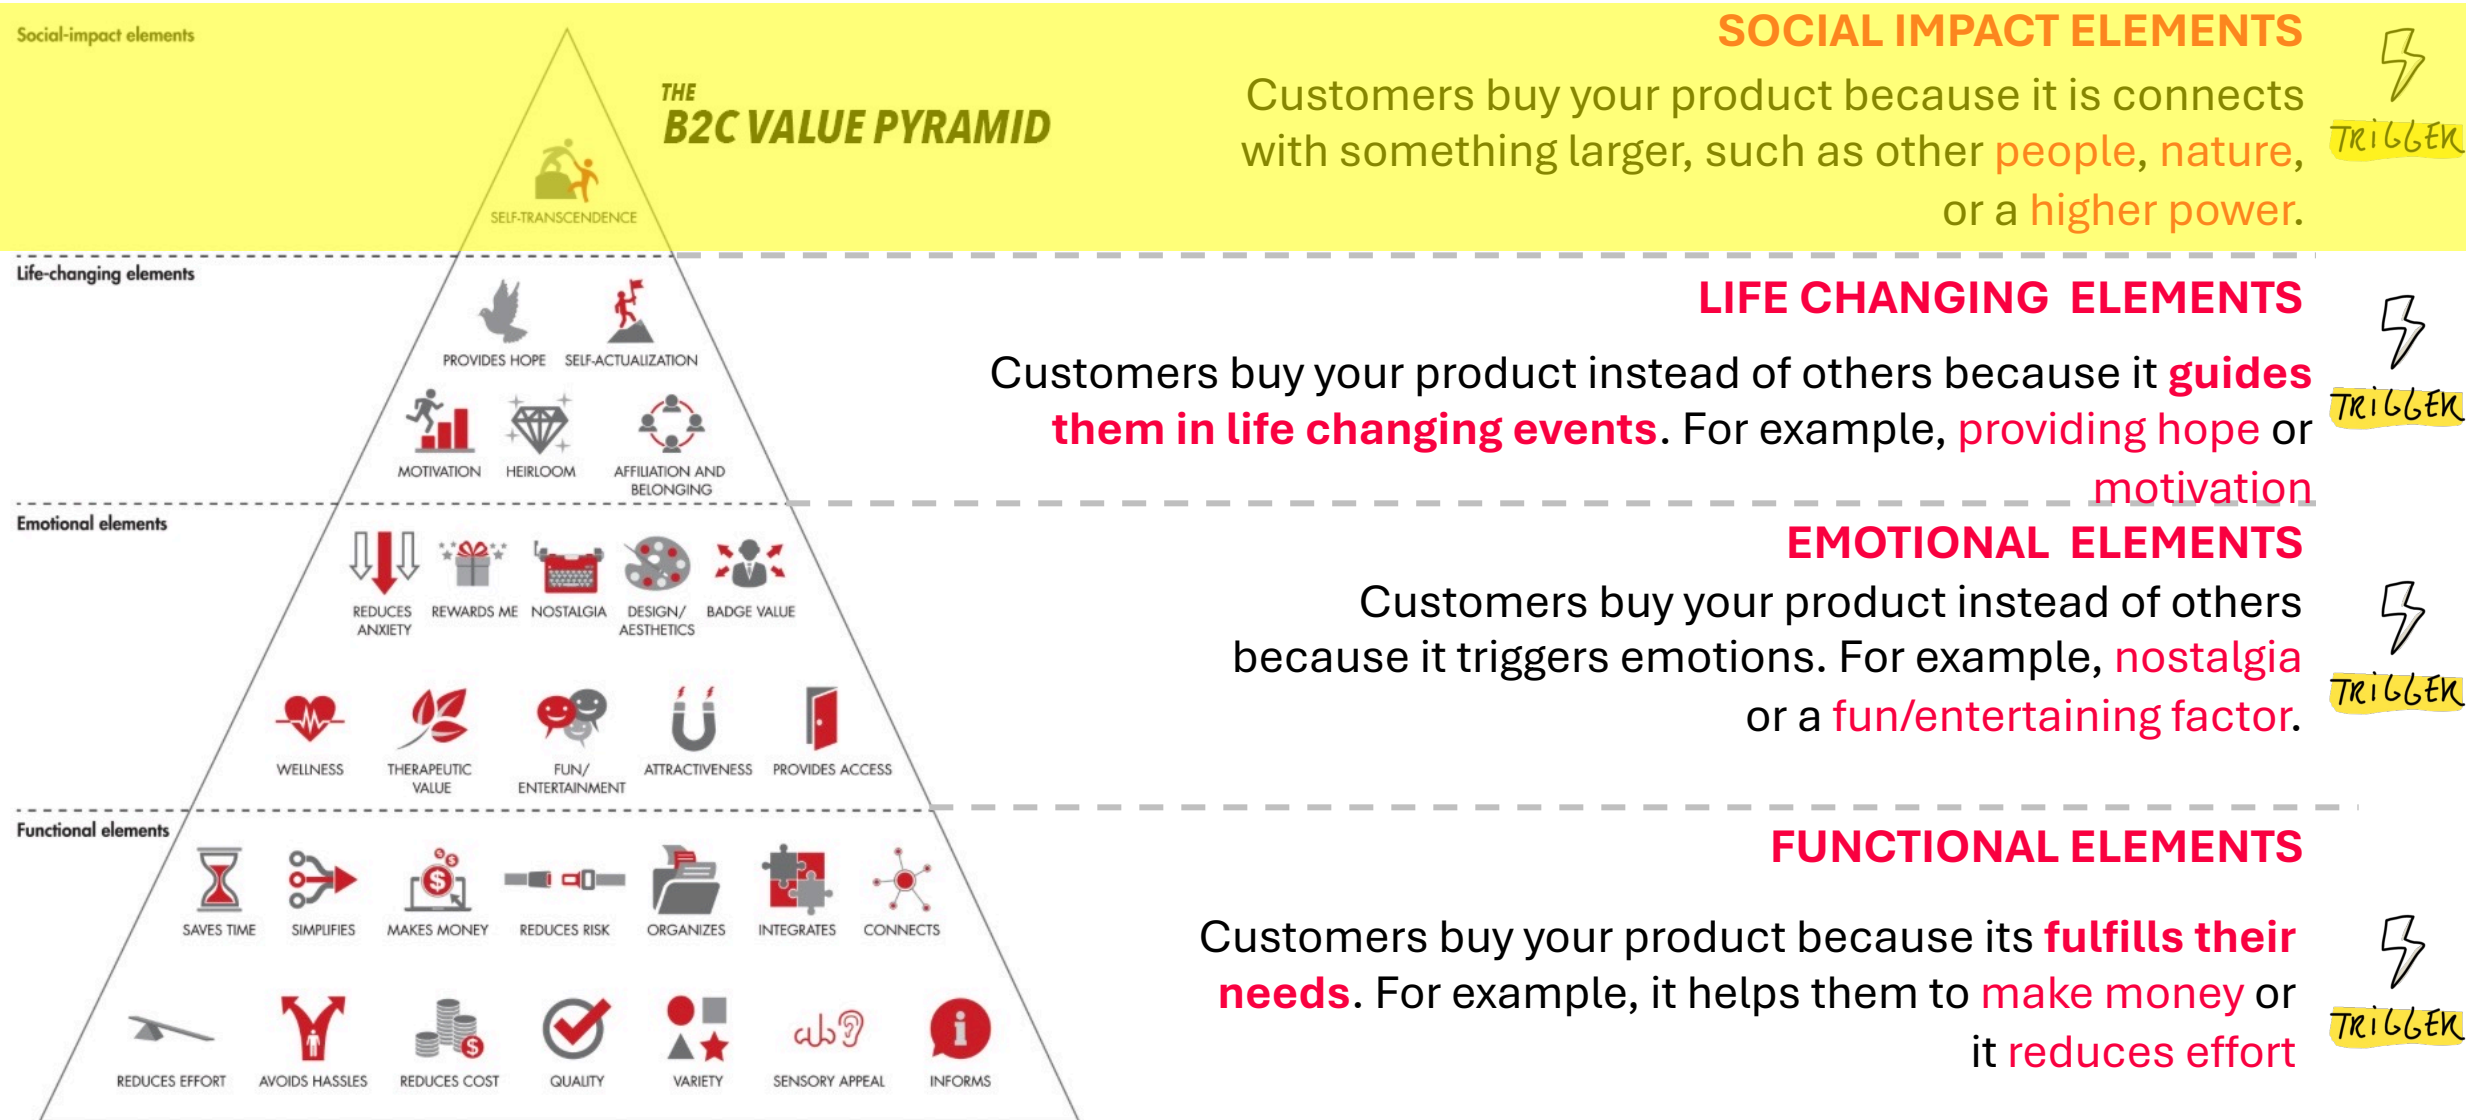 Social-impact elements
THE
B2C VALUE PYRAMID
SELF-TRANSCENDENCE
SOCIAL IMPACT ELEMENTS
Customers buy your product because it is connects
with something larger, such as other people, nature,
or a higher power.
TRIGGER
Life-changing elements
PROVIDES HOPE SELF-ACTUALIZATION
MOTIVATION HEIRLOOM AFFILIATION AND
BELONGING
LIFE CHANGING ELEMENTS
Customers buy your product instead of others because it guides
them in life changing events. For example, providing hope or
motivation
TRIGGER
Emotional elements
REDUCES REWARDS ME NOSTALGIA DESIGN/ BADGE VALUE
ANXIETY AESTHETICS
WELLNESS THERAPEUTIC FUN/ ATTRACTIVENESS PROVIDES ACCESS
VALUE ENTERTAINMENT
EMOTIONAL ELEMENTS
Customers buy your product instead of others
because it triggers emotions. For example, nostalgia
or a fun/entertaining factor.
TRIGGER
Functional elements
SAVES TIME SIMPLIFIES MAKES MONEY REDUCES RISK ORGANIZES INTEGRATES CONNECTS
REDUCES EFFORT AVOIDS HASSLES REDUCES COST QUALITY VARIETY SENSORY APPEAL INFORMS
FUNCTIONAL ELEMENTS
Customers buy your product because its fulfills their
needs. For example, it helps them to make money or
it reduces effort
TRIGGER